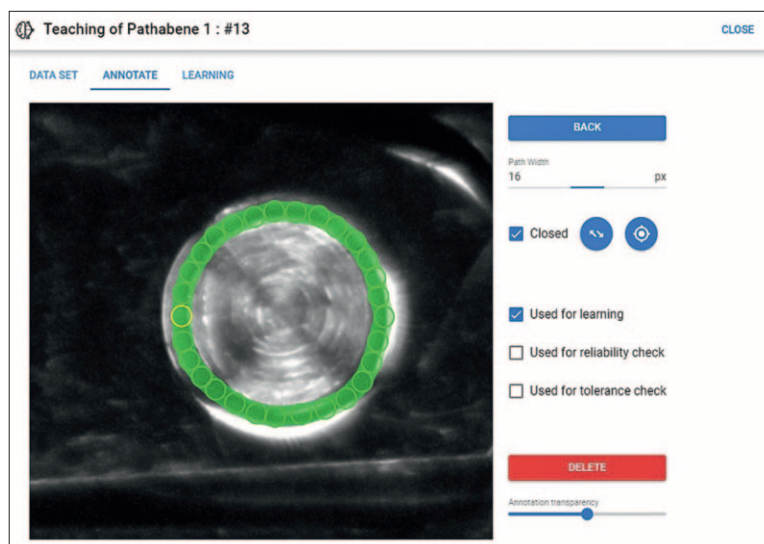 Teaching of Pathabene 1 : #13
CLOSE
DATA SET ANNOTATE LEARNING
BACK
Path Width
16 px
Closed
Used for learning
Used for reliability check
Used for tolerance check
DELETE
Annotation transparency